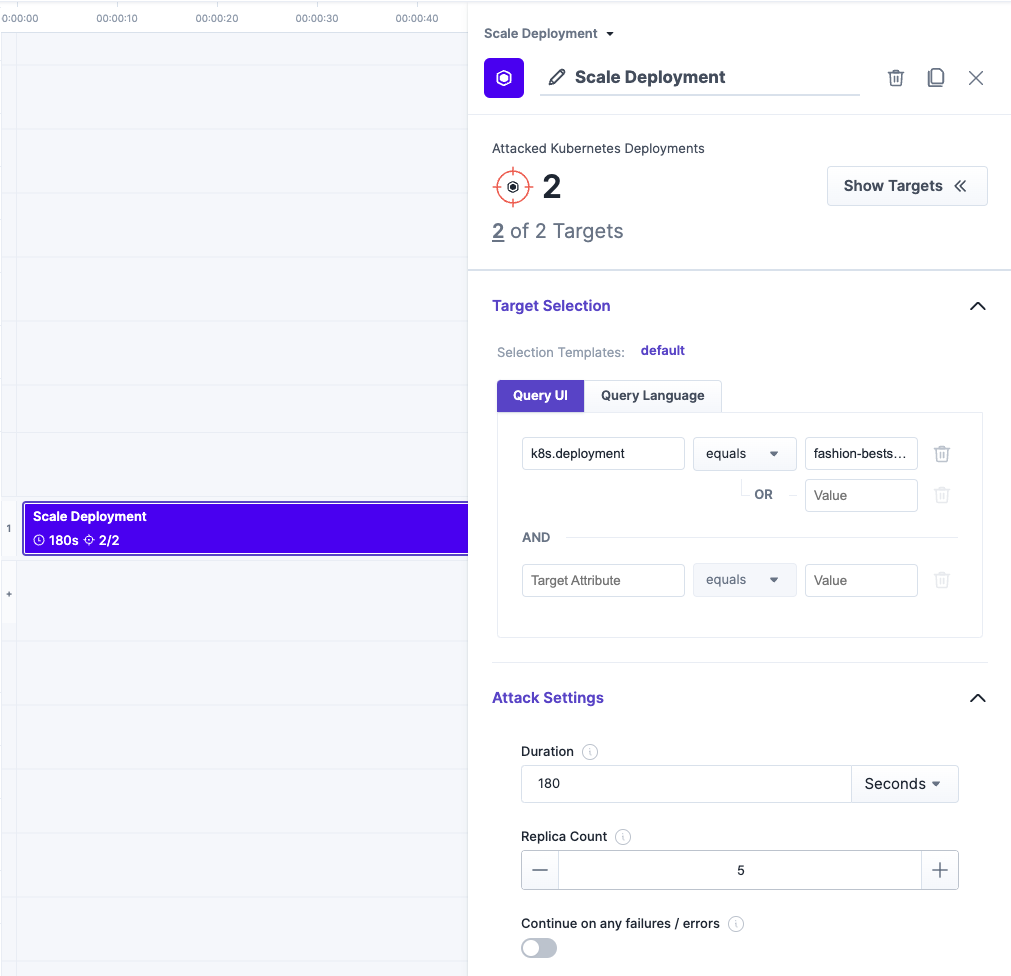 0:00:00 00:00:10 00:00:20 00:00:30 00:00:40
1
Scale Deployment
180s 2/2
+
Scale Deployment
Scale Deployment
Attacked Kubernetes Deployments
2
Show Targets
2 of 2 Targets
Target Selection
Selection Templates: default
Query UI Query Language
k8s.deployment equals fashion-bests...
OR Value
AND
Target Attribute equals Value
Attack Settings
Duration
180 Seconds
Replica Count
5
Continue on any failures / errors